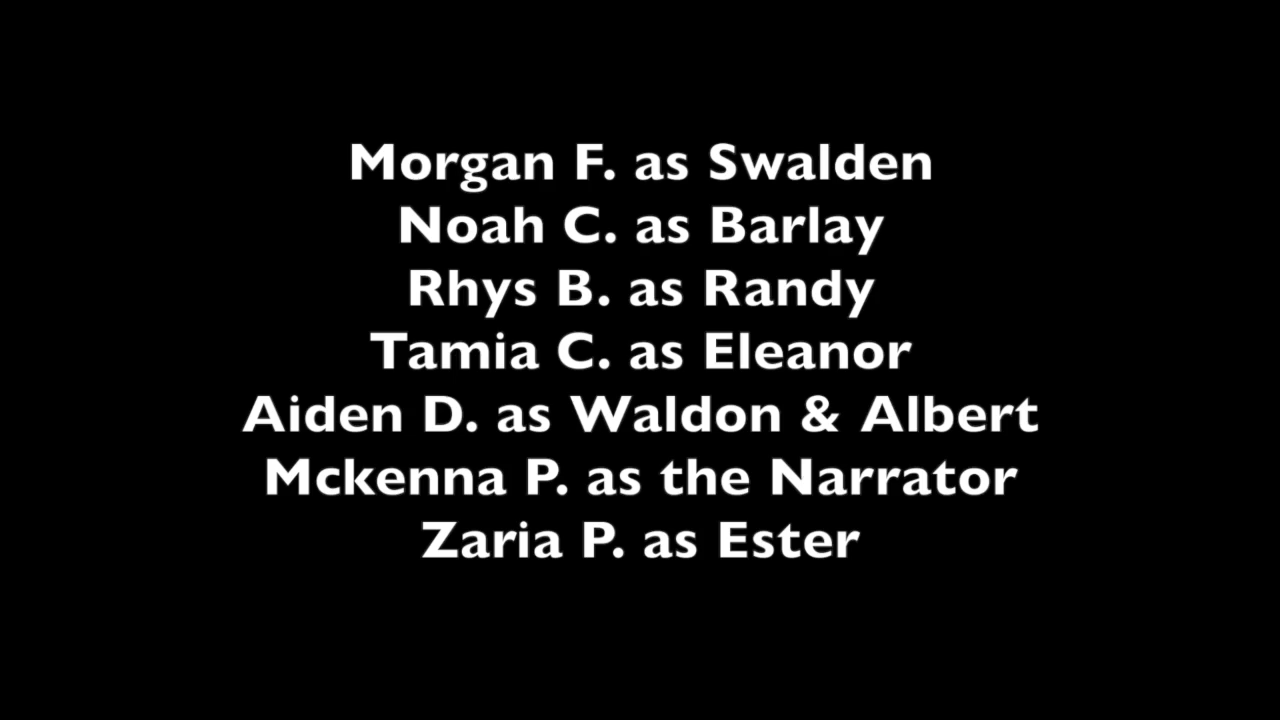 Morgan F. as Swalden
Noah C. as Barlay
Rhys B. as Randy
Tamia C. as Eleanor
Aiden D. as Waldon & Albert
Mckenna P. as the Narrator
Zaria P. as Ester